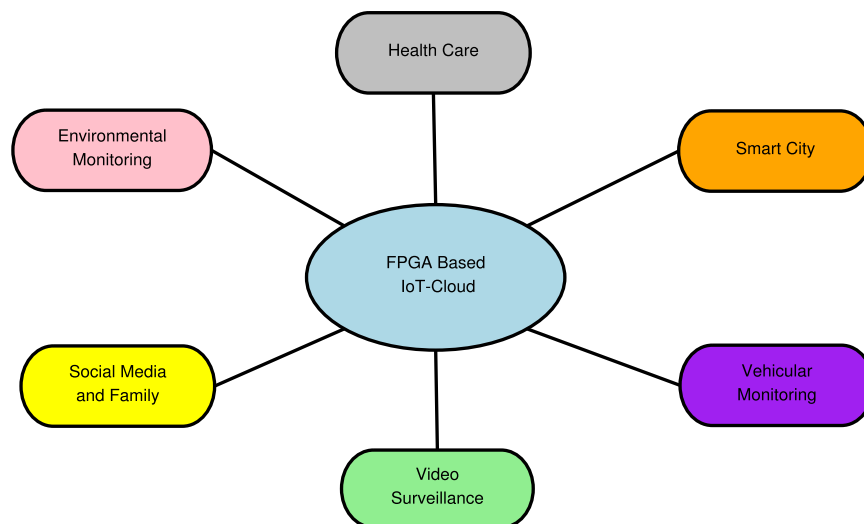 Health Care
Environmental
Monitoring
Smart City
FPGA Based
IoT-Cloud
Social Media
and Family
Vehicular
Monitoring
Video
Surveillance